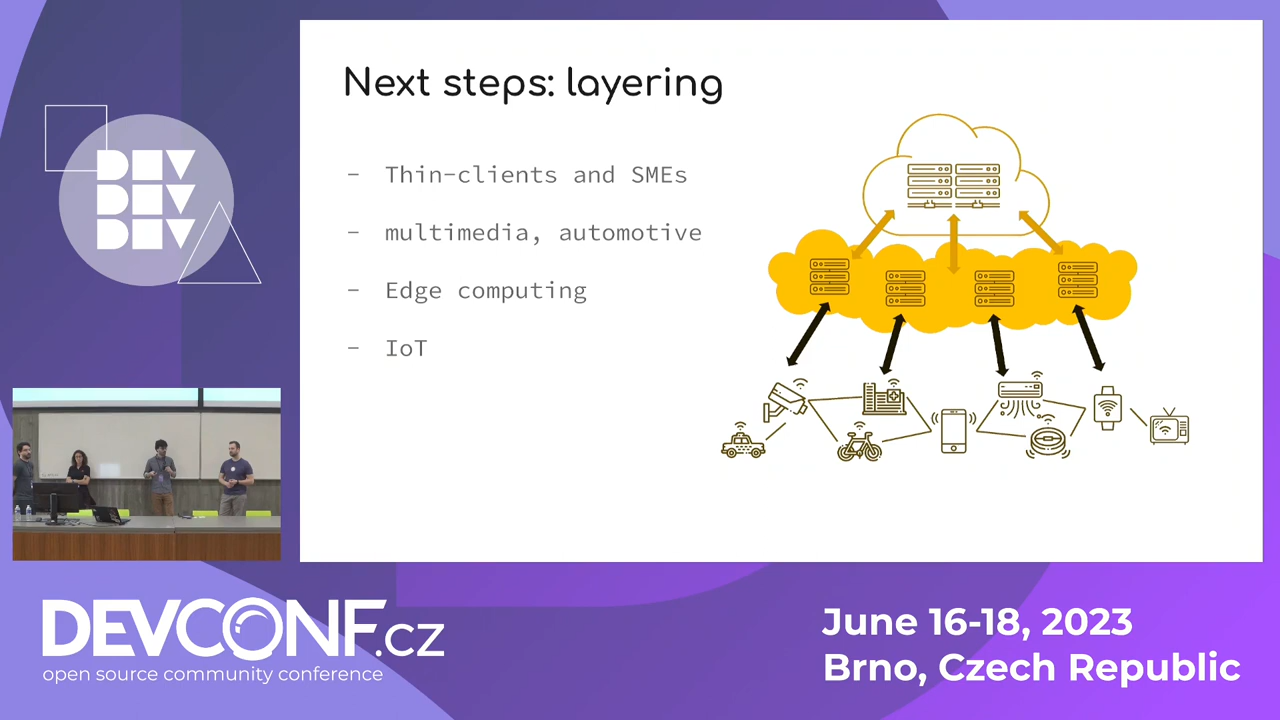 DEV
DEV
DEV
Next steps: layering
- Thin-clients and SMEs
- multimedia, automotive
- Edge computing
- IoT
DEVCONF.cz
open source community conference
June 16-18, 2023
Brno, Czech Republic